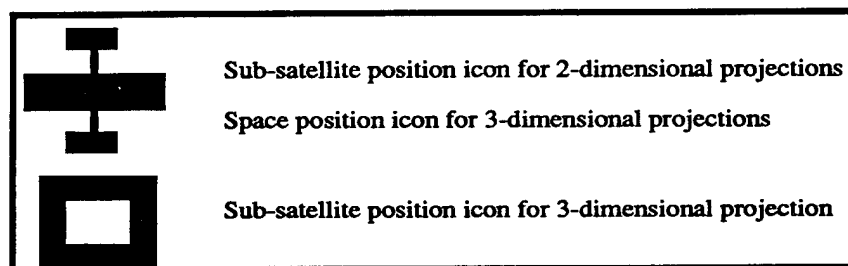 Sub-satellite position icon for 2-dimensional projections
Space position icon for 3-dimensional projections
Sub-satellite position icon for 3-dimensional projection